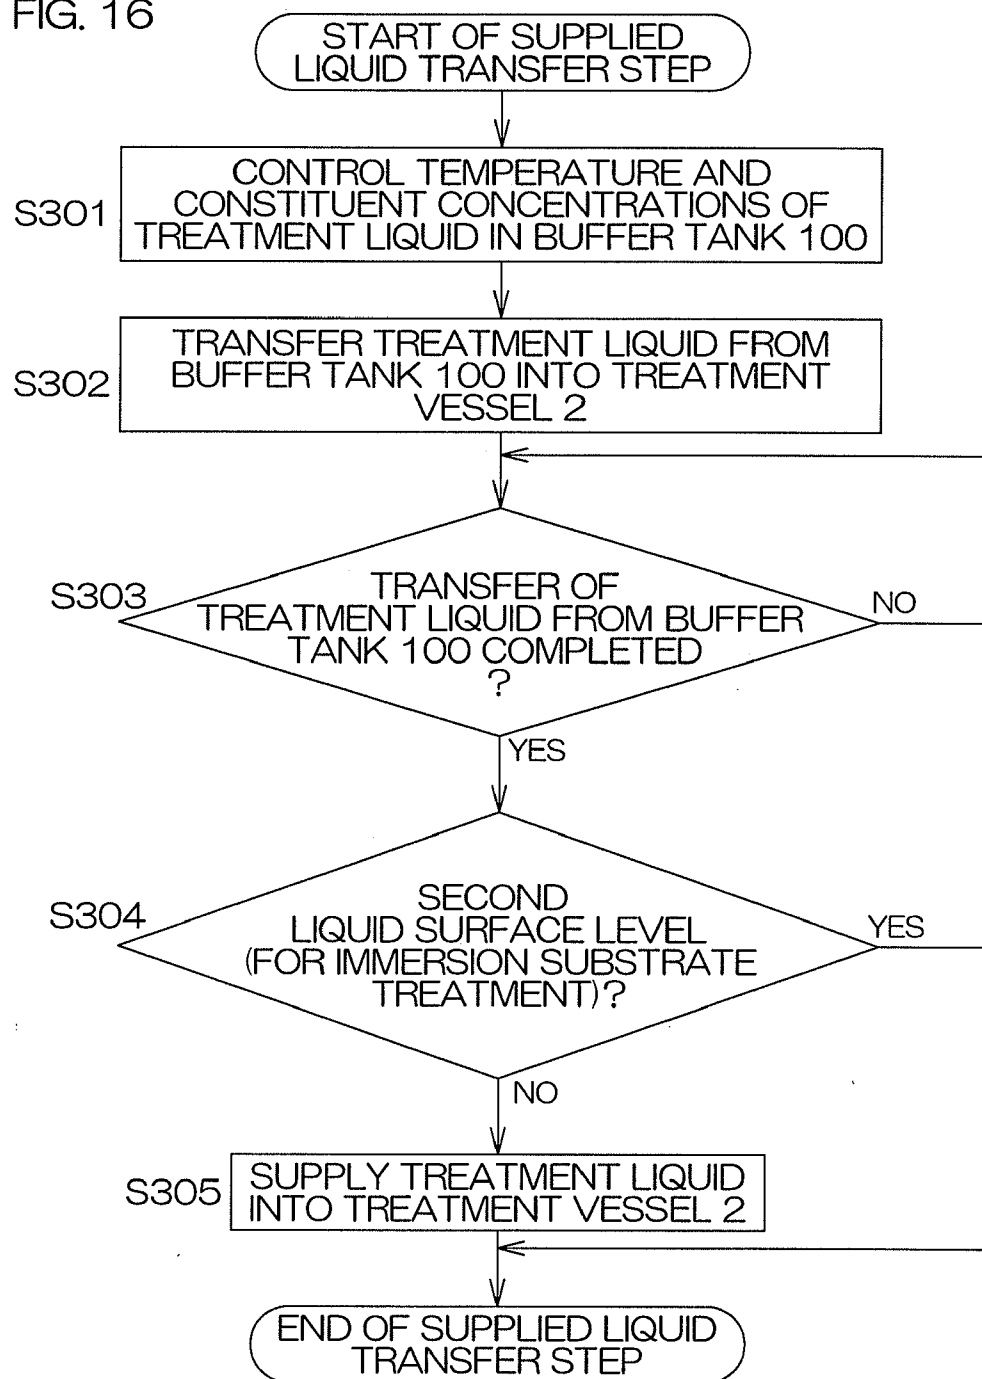 FIG. 16
START OF SUPPLIED
LIQUID TRANSFER STEP
S301
CONTROL TEMPERATURE AND
CONSTITUENT CONCENTRATIONS OF
TREATMENT LIQUID IN BUFFER TANK 100
S302
TRANSFER TREATMENT LIQUID FROM
BUFFER TANK 100 INTO TREATMENT
VESSEL 2
S303
TRANSFER OF
TREATMENT LIQUID FROM BUFFER
TANK 100 COMPLETED
?
NO
YES
S304
SECOND
LIQUID SURFACE LEVEL
(FOR IMMERSION SUBSTRATE
TREATMENT)?
YES
NO
S305
SUPPLY TREATMENT LIQUID
INTO TREATMENT VESSEL 2
END OF SUPPLIED LIQUID
TRANSFER STEP